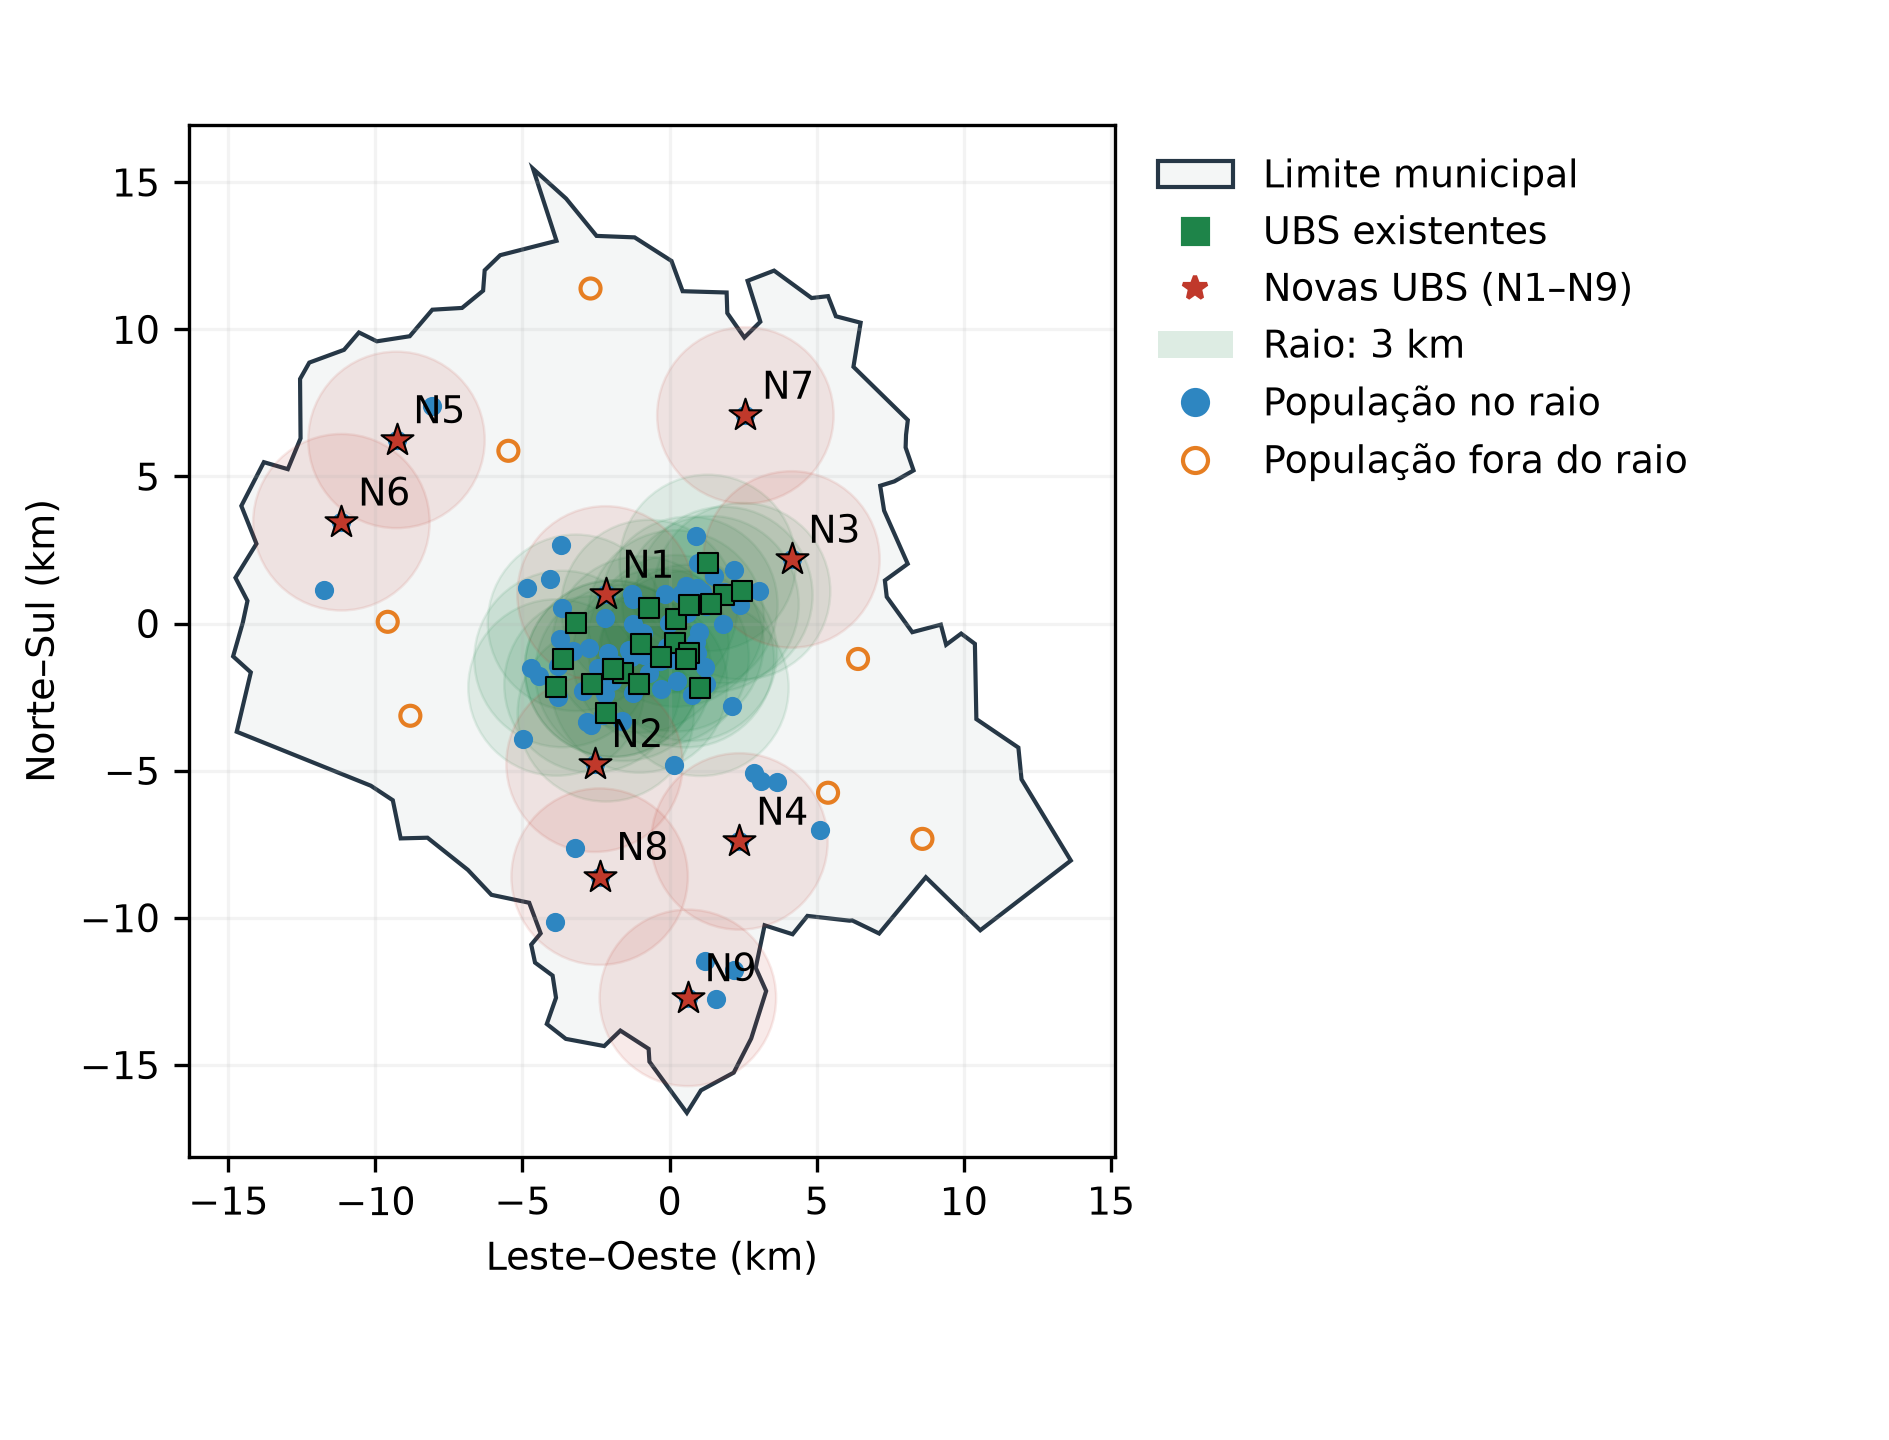 Limite municipal
UBS existentes
Novas UBS (N1–N9)
Raio: 3 km
População no raio
População fora do raio
15
10
5
0
−5
−10
−15
N7
N5
N6
N3
N1
N2
N4
N8
N9
−15
−10
−5
0
5
10
15
Leste–Oeste (km)
Norte–Sul (km)